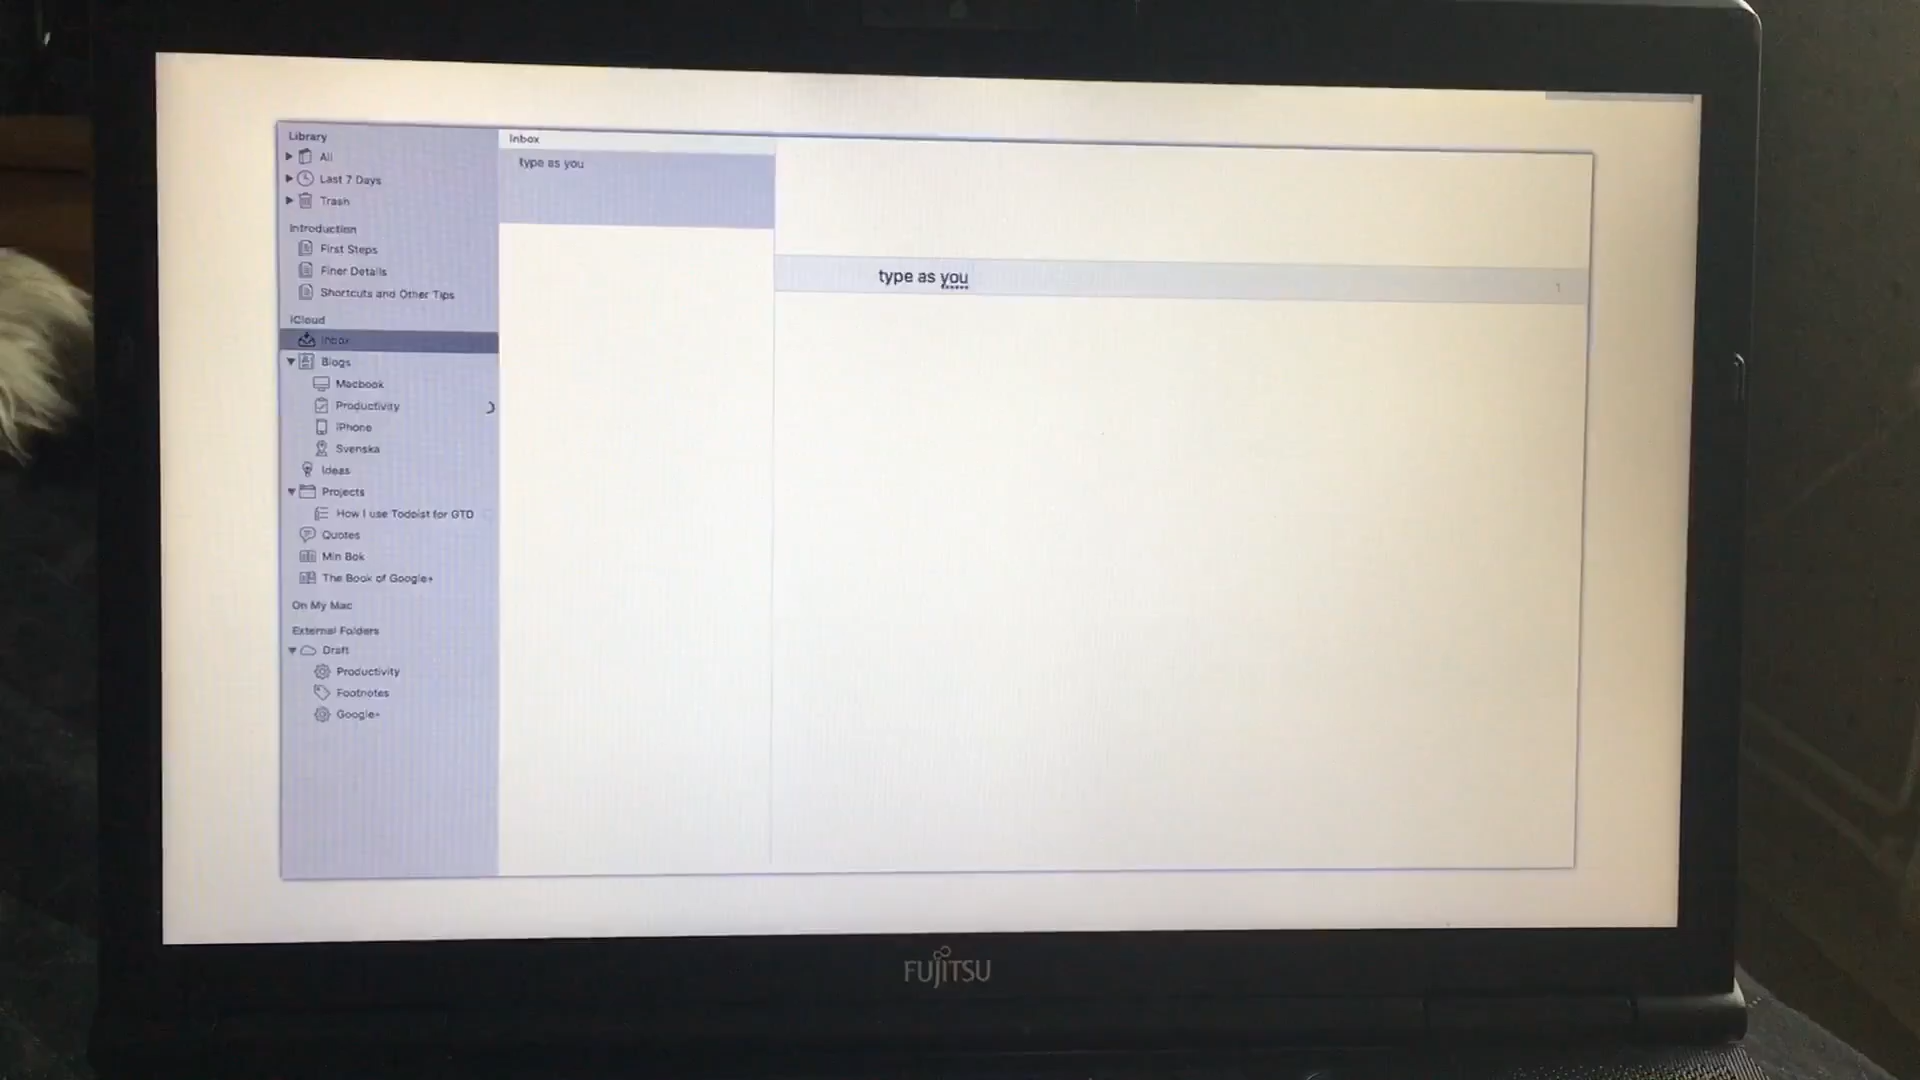 Library
All
Last 7 Days
Trash
Introduction
First Steps
Finer Details
Shortcuts and Other Tips
iCloud
Inbox
Blogs
Macbook
Productivity
iPhone
Svenska
Ideas
Projects
How I use Todoist for GTD
Quotes
Min Bok
The Book of Google+
On My Mac
External Folders
Draft
Productivity
Footnotes
Google+
Inbox
type as you
type as you
1
FUJITSU